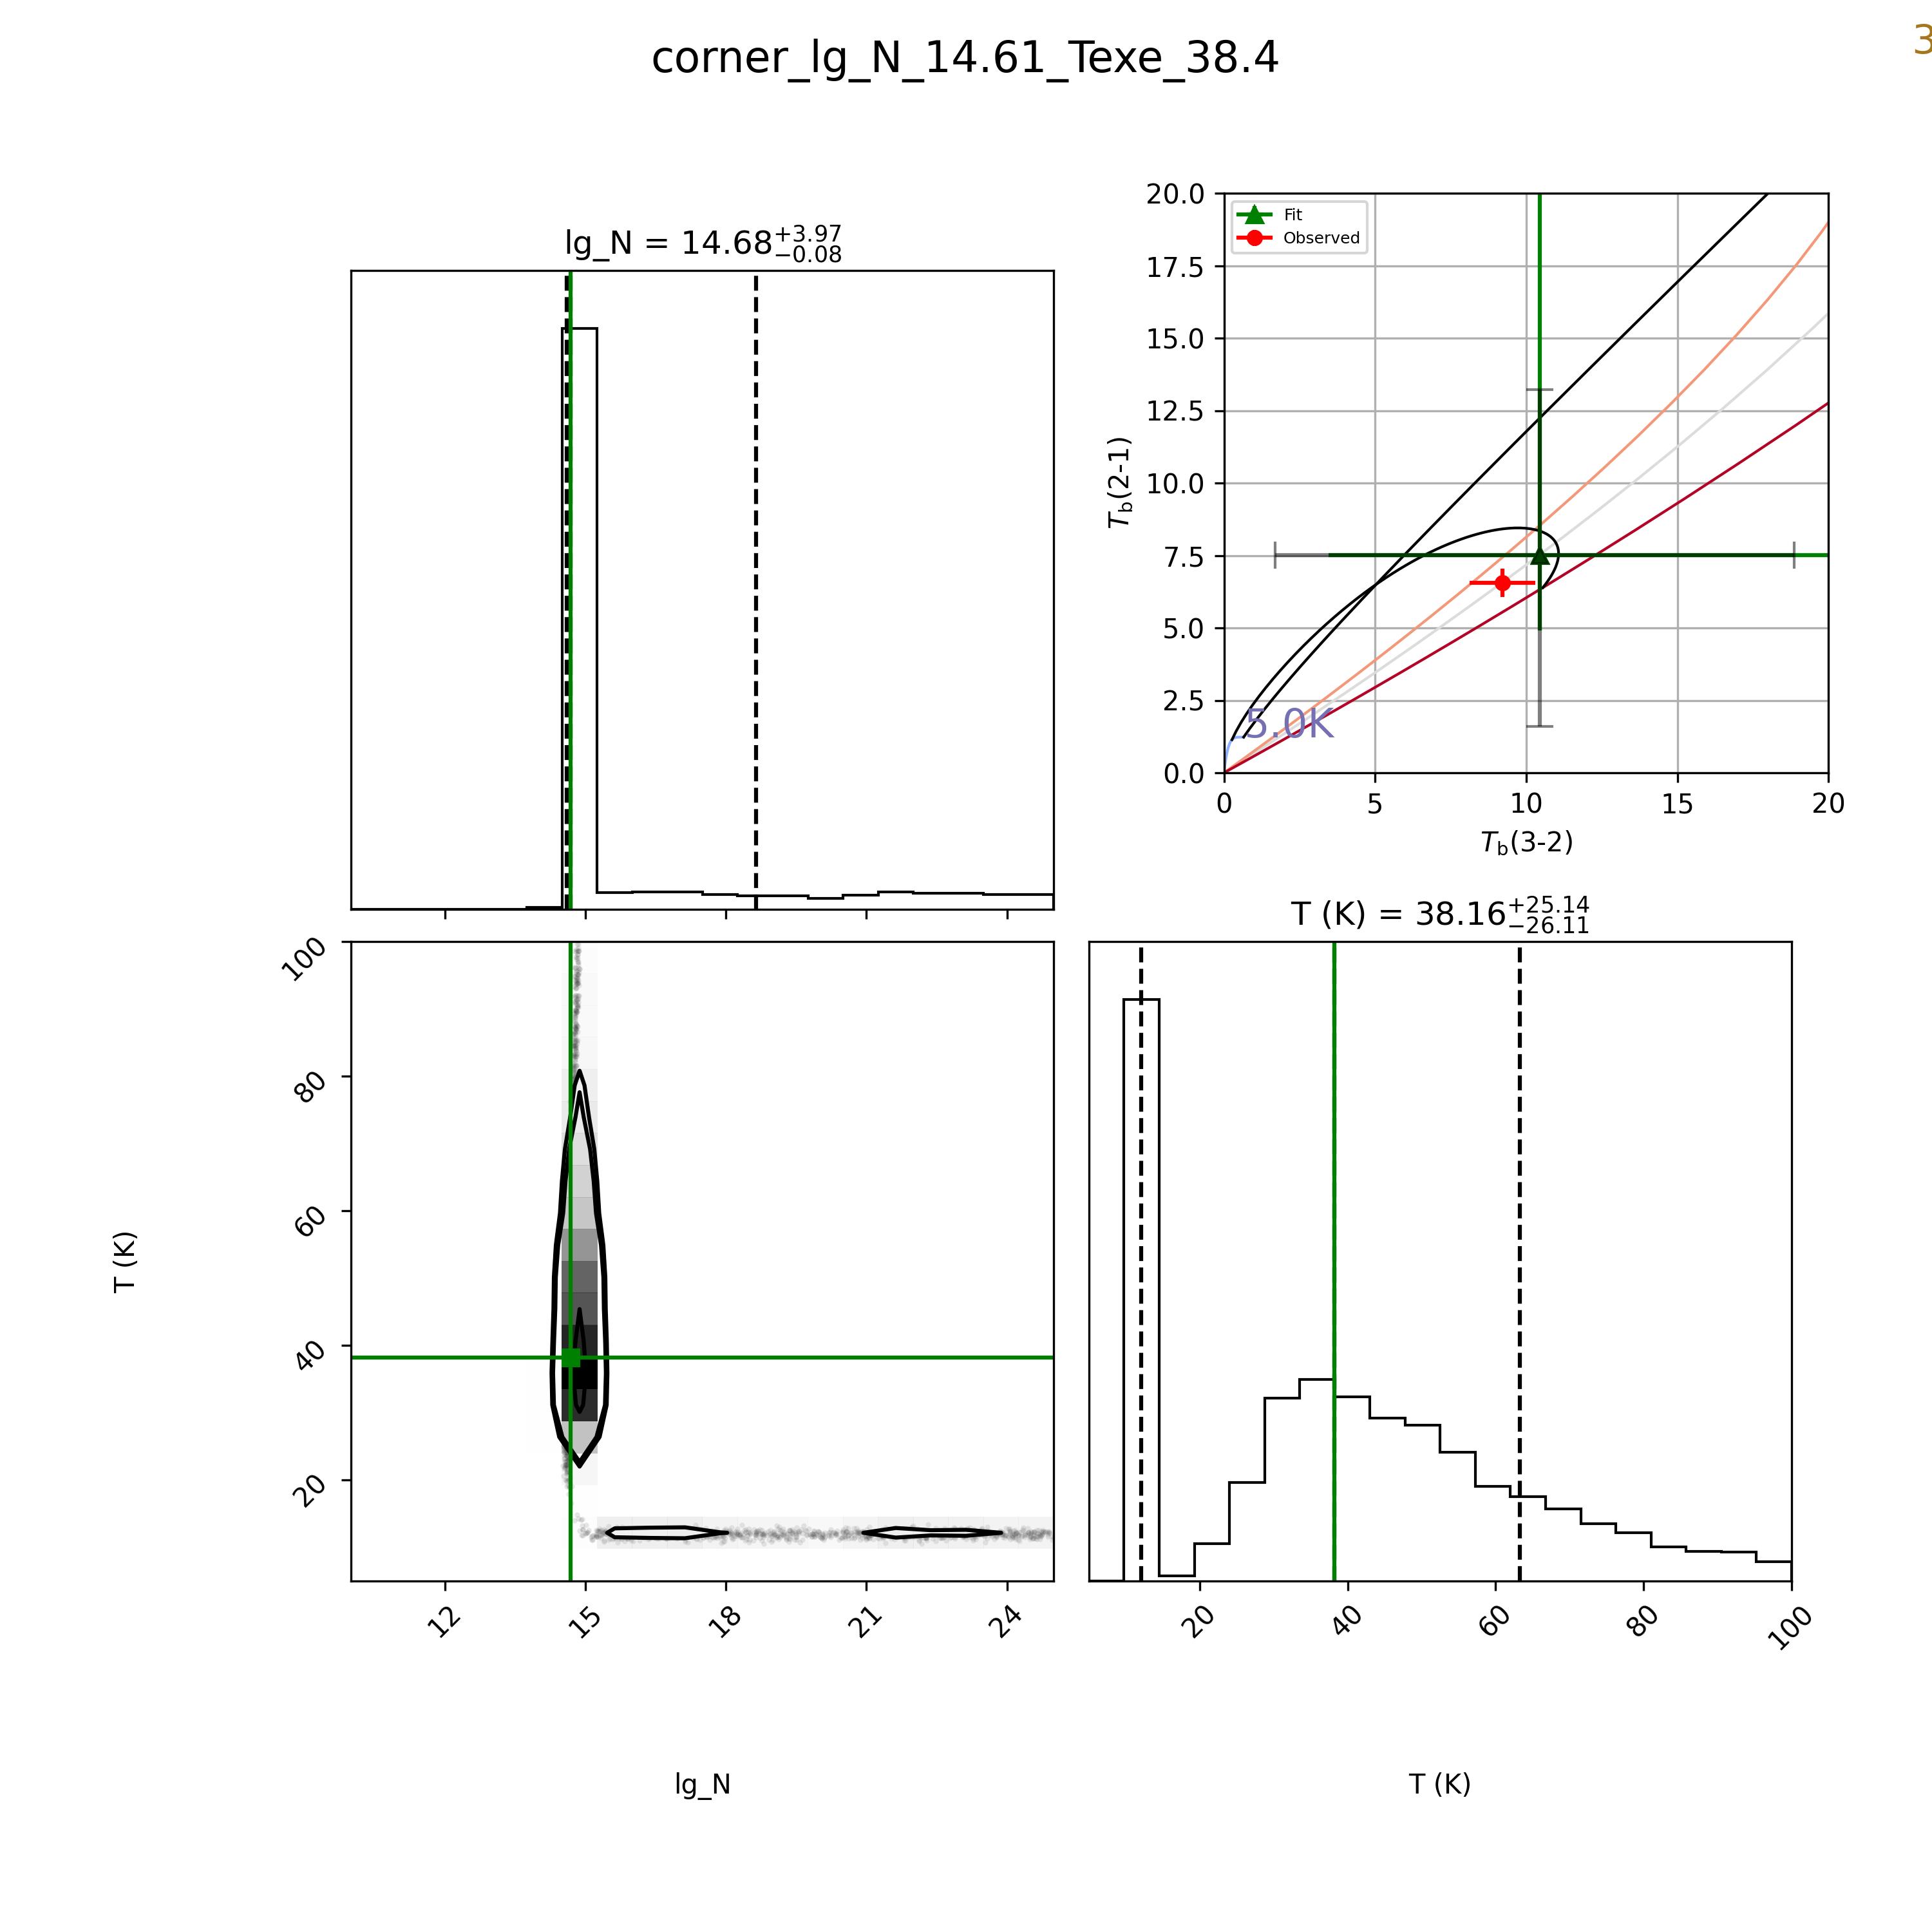 corner_lg_N_14.61_Texe_38.4
3
lg_N = 14.68+3.97−0.08
20.0
17.5
15.0
12.5
10.0
7.5
5.0
2.5
0.0
Tb(2-1)
Fit
Observed
5.0K
0 5 10 15 20
Tb(3-2)
T (K) = 38.16+25.14−26.11
100
80
60
40
20
T (K)
12 15 18 21 24
lg_N
20 40 60 80 100
T (K)